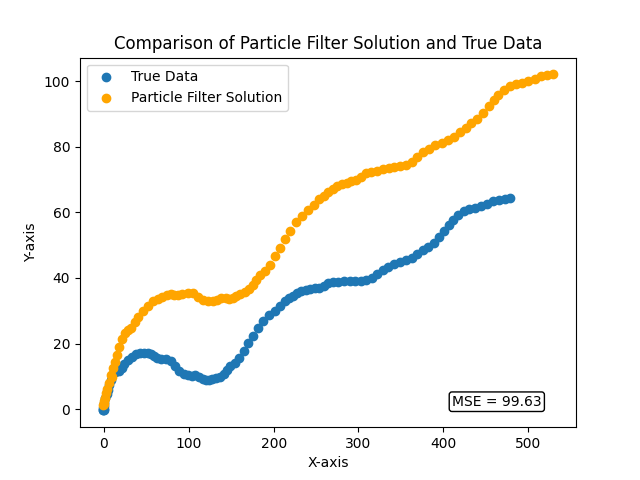 Comparison of Particle Filter Solution and True Data
True Data
Particle Filter Solution
100
80
60
40
20
0
Y-axis
MSE = 99.63
0 100 200 300 400 500
X-axis